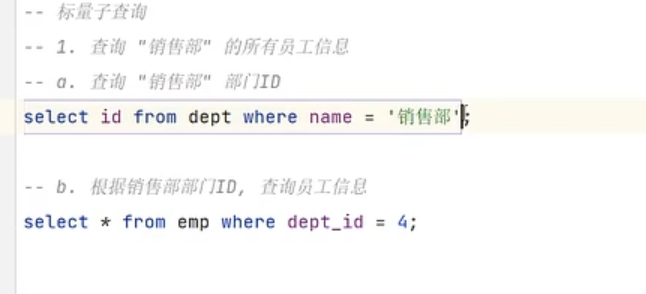 -- 标量子查询
-- 1. 查询 "销售部" 的所有员工信息
-- a. 查询 "销售部" 部门ID
select id from dept where name = '销售部';
-- b. 根据销售部部门ID, 查询员工信息
select * from emp where dept_id = 4;